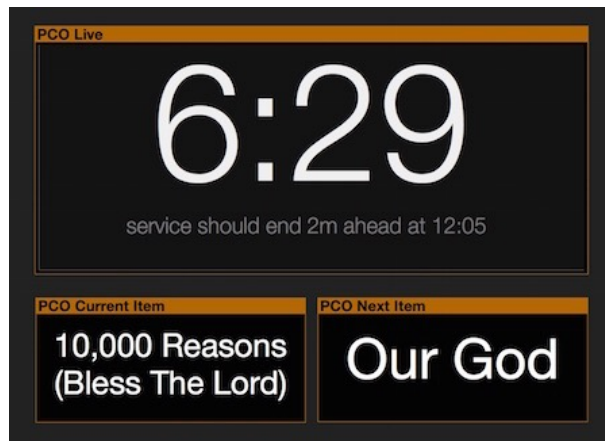 PCO Live
6:29
service should end 2m ahead at 12:05
PCO Current Item
10,000 Reasons
(Bless The Lord)
PCO Next Item
Our God